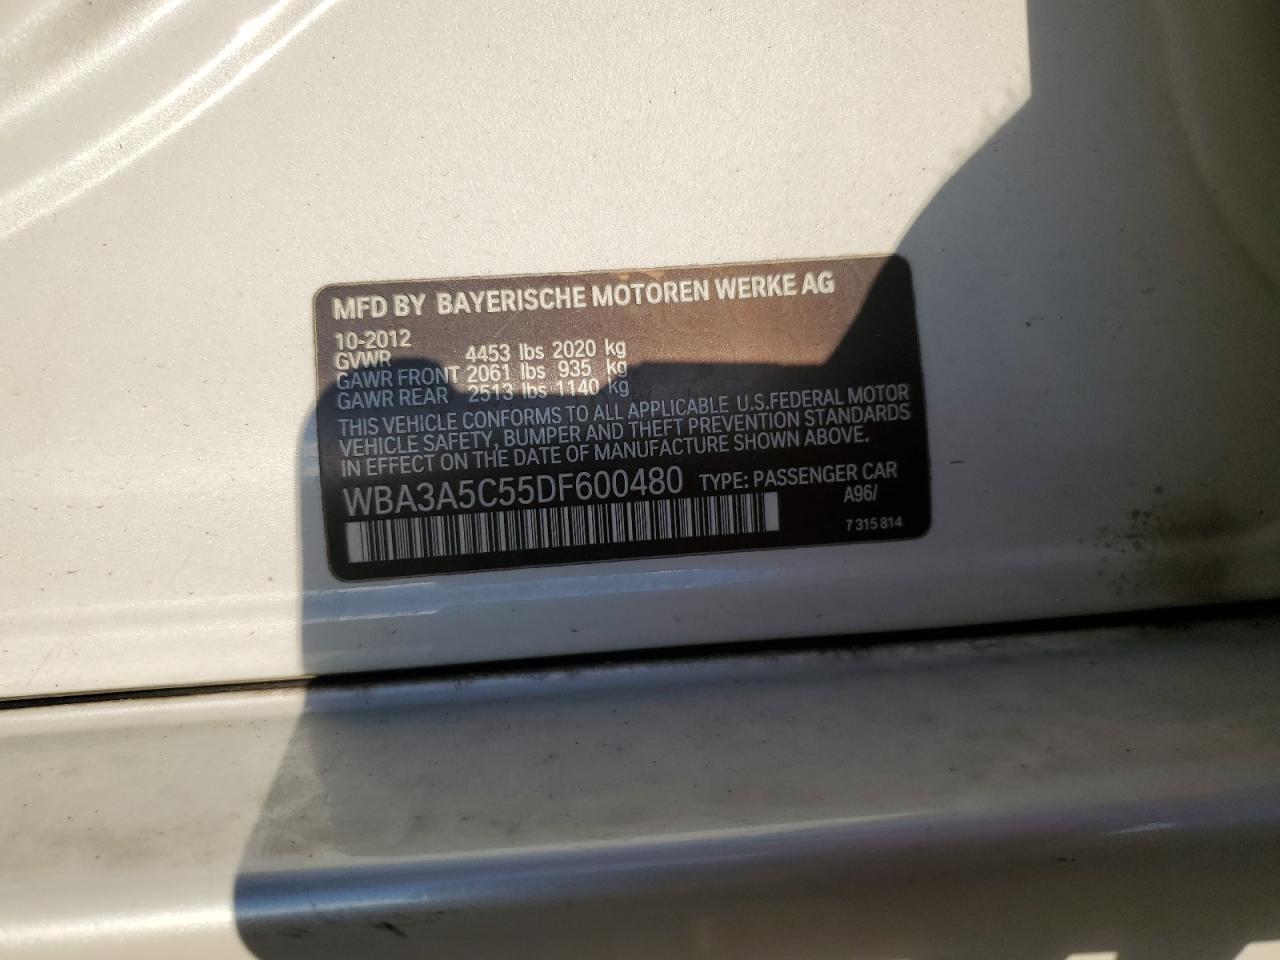 MFD BY BAYERISCHE MOTOREN WERKE AG
10-2012
GVWR 4453 lbs 2020 kg
GAWR FRONT 2061 lbs 935 kg
GAWR REAR 2513 lbs 1140 kg
THIS VEHICLE CONFORMS TO ALL APPLICABLE U.S.FEDERAL MOTOR
VEHICLE SAFETY, BUMPER AND THEFT PREVENTION STANDARDS
IN EFFECT ON THE DATE OF MANUFACTURE SHOWN ABOVE.
WBA3A5C55DF600480 TYPE: PASSENGER CAR
A96/
7 315 814